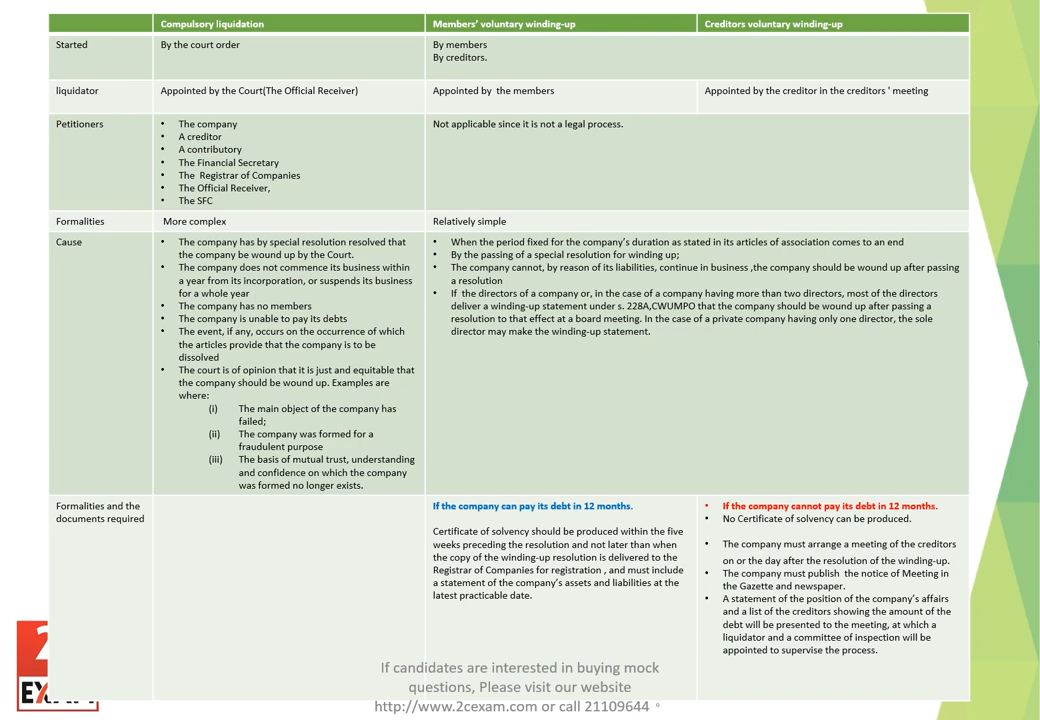 Compulsory liquidation
Members' voluntary winding-up
Creditors voluntary winding-up
Started
By the court order
By members
By creditors.
liquidator
Appointed by the Court(The Official Receiver)
Appointed by the members
Appointed by the creditor in the creditors ' meeting
Petitioners
• The company
• A creditor
• A contributory
• The Financial Secretary
• The Registrar of Companies
• The Official Receiver,
• The SFC
Not applicable since it is not a legal process.
Formalities
More complex
Relatively simple
Cause
• The company has by special resolution resolved that
the company be wound up by the Court.
• The company does not commence its business within
a year from its incorporation, or suspends its business
for a whole year
• The company has no members
• The company is unable to pay its debts
• The event, if any, occurs on the occurrence of which
the articles provide that the company is to be
dissolved
• The court is of opinion that it is just and equitable that
the company should be wound up. Examples are
where:
(i) The main object of the company has
failed;
(ii) The company was formed for a
fraudulent purpose
(iii) The basis of mutual trust, understanding
and confidence on which the company
was formed no longer exists.
• When the period fixed for the company's duration as stated in its articles of association comes to an end
• By the passing of a special resolution for winding up;
• The company cannot, by reason of its liabilities, continue in business ,the company should be wound up after passing
a resolution
• If the directors of a company or, in the case of a company having more than two directors, most of the directors
deliver a winding-up statement under s. 228A,CWUMPO that the company should be wound up after passing a
resolution to that effect at a board meeting. In the case of a private company having only one director, the sole
director may make the winding-up statement.
Formalities and the
documents required
If the company can pay its debt in 12 months.
Certificate of solvency should be produced within the five
weeks preceding the resolution and not later than when
the copy of the winding-up resolution is delivered to the
Registrar of Companies for registration , and must include
a statement of the company's assets and liabilities at the
latest practicable date.
• If the company cannot pay its debt in 12 months.
• No Certificate of solvency can be produced.
• The company must arrange a meeting of the creditors
on or the day after the resolution of the winding-up.
• The company must publish the notice of Meeting in
the Gazette and newspaper.
• A statement of the position of the company's affairs
and a list of the creditors showing the amount of the
debt will be presented to the meeting, at which a
liquidator and a committee of inspection will be
appointed to supervise the process.
If candidates are interested in buying mock
questions, Please visit our website
http://www.2cexam.com or call 21109644